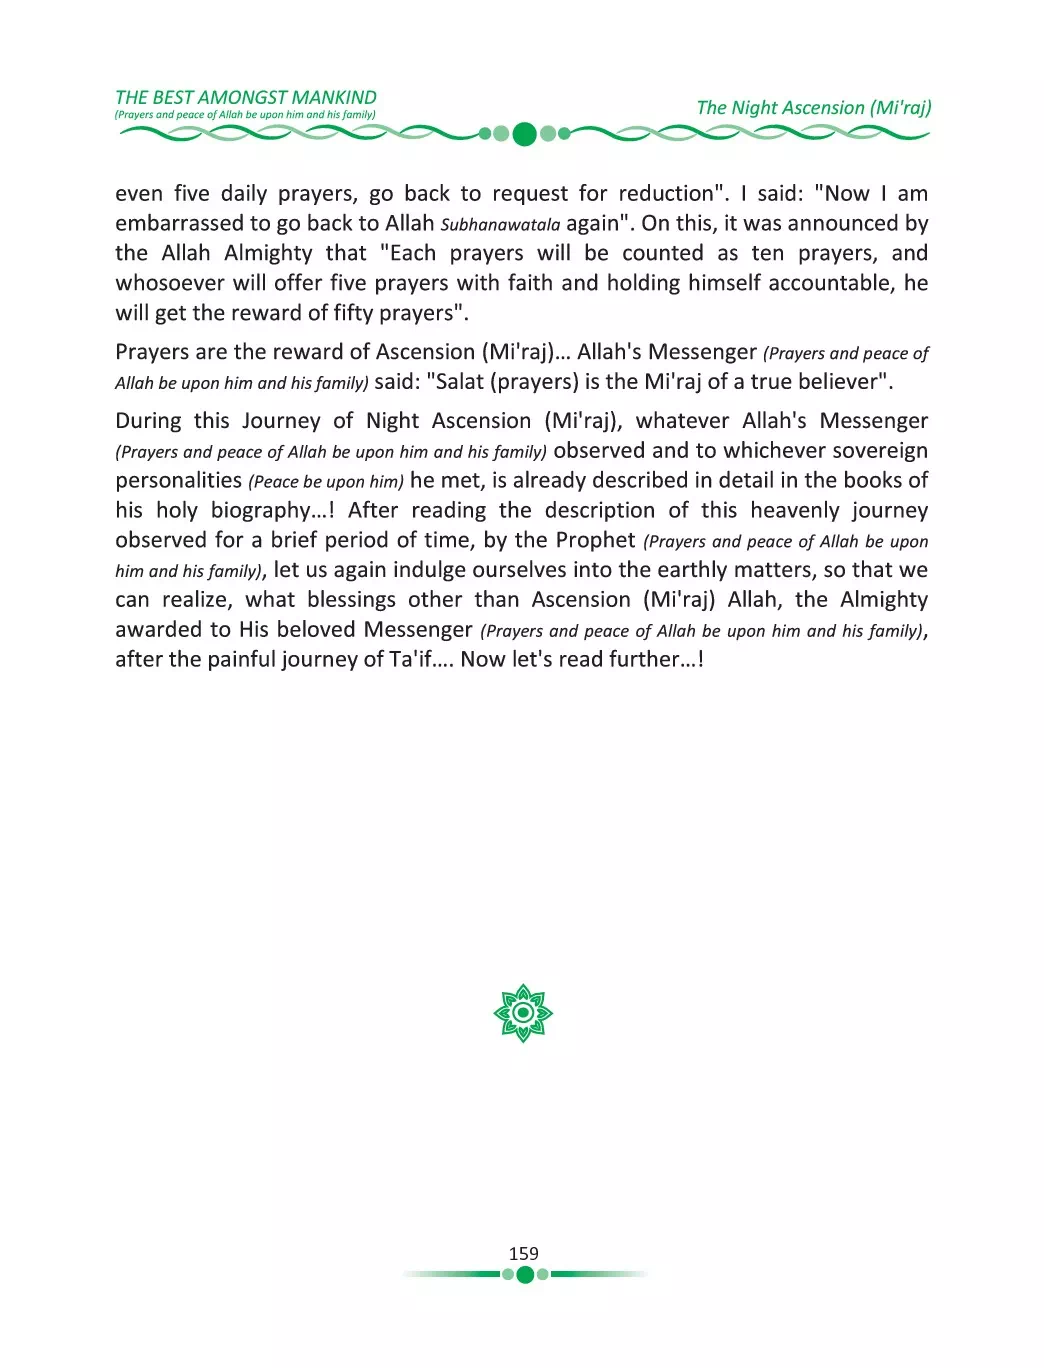 THE BEST AMONGST MANKIND
(Prayers and peace of Allah be upon him and his family)
The Night Ascension (Mi'raj)
even five daily prayers, go back to request for reduction". I said: "Now I am
embarrassed to go back to Allah Subhanawatala again". On this, it was announced by
the Allah Almighty that "Each prayers will be counted as ten prayers, and
whosoever will offer five prayers with faith and holding himself accountable, he
will get the reward of fifty prayers".
Prayers are the reward of Ascension (Mi'raj)... Allah's Messenger (Prayers and peace of
Allah be upon him and his family) said: "Salat (prayers) is the Mi'raj of a true believer".
During this Journey of Night Ascension (Mi'raj), whatever Allah's Messenger
(Prayers and peace of Allah be upon him and his family) observed and to whichever sovereign
personalities (Peace be upon him) he met, is already described in detail in the books of
his holy biography...! After reading the description of this heavenly journey
observed for a brief period of time, by the Prophet (Prayers and peace of Allah be upon
him and his family), let us again indulge ourselves into the earthly matters, so that we
can realize, what blessings other than Ascension (Mi'raj) Allah, the Almighty
awarded to His beloved Messenger (Prayers and peace of Allah be upon him and his family),
after the painful journey of Ta'if.... Now let's read further...!
159